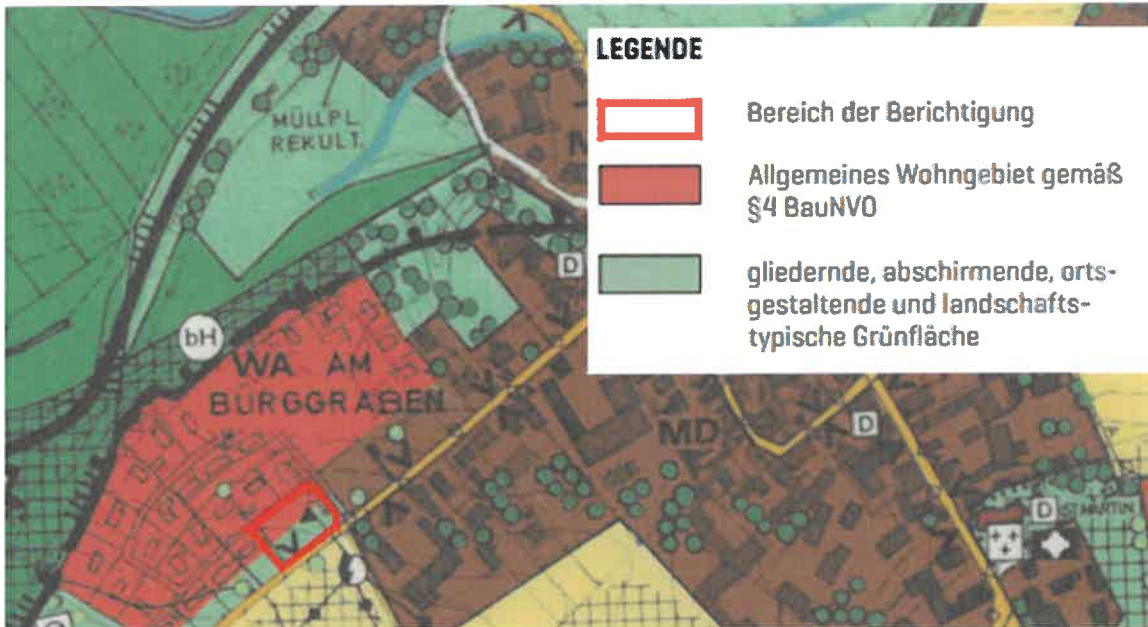 LEGENDE
Bereich der Berichtigung
Allgemeines Wohngebiet gemäß
§4 BauNVO
gliedernde, abschirmende, orts-
gestaltende und landschafts-
typische Grünfläche
MÜLLPL.
REKULT.
D
bH
WA AM
BURGGRABEN
MD
D
D
ST. MARTIN